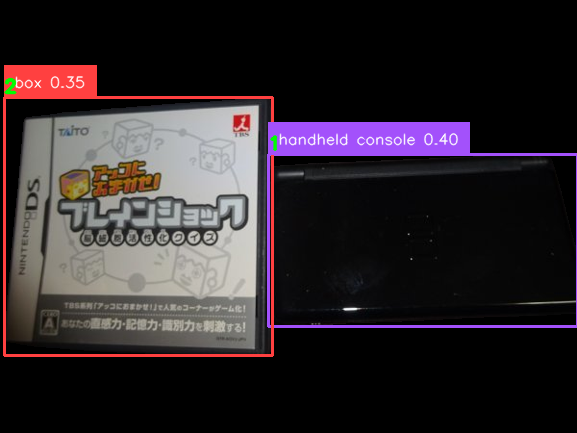 2 box 0.35
1 handheld console 0.40
TAITO
TBS
NINTENDO DS
アッコに
おまかせ!
ブレインショック
脳細胞活性化クイズ
TBS系列「アッコにおまかせ!」で人気のコーナーがゲーム化!
あなたの直感力・記憶力・識別力を刺激する!
A